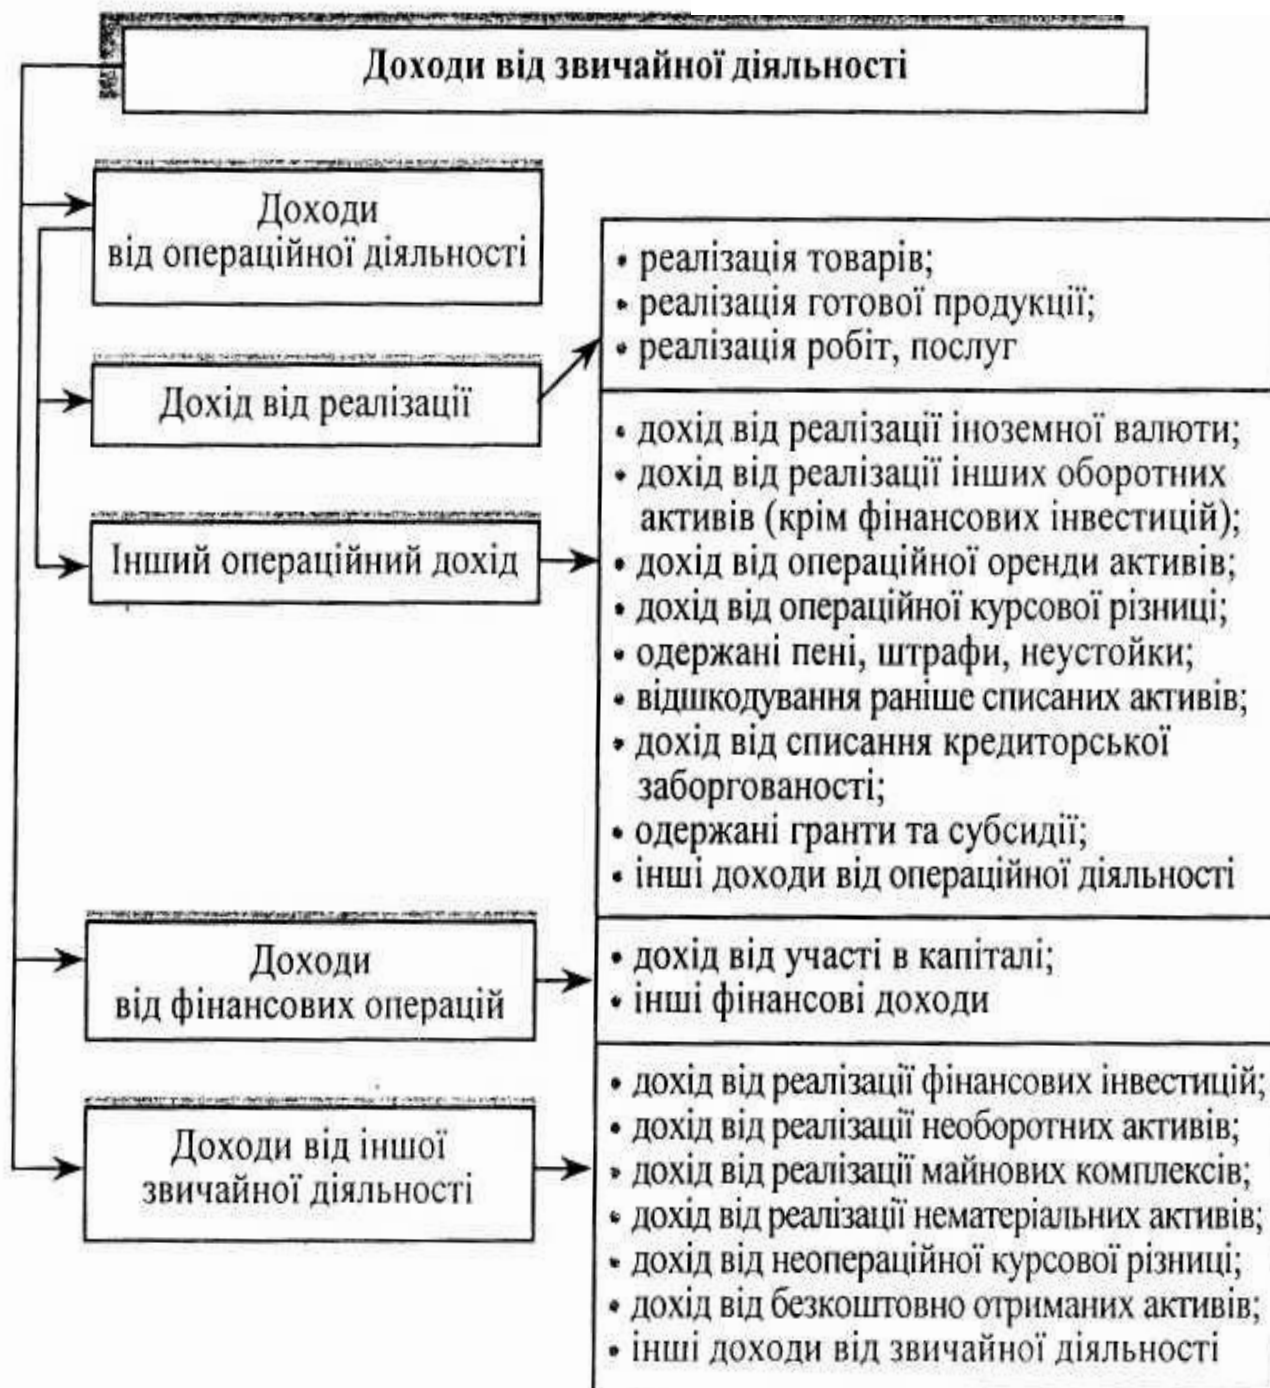 Доходи від звичайної діяльності
Доходи
від операційної діяльності
• реалізація товарів;
• реалізація готової продукції;
• реалізація робіт, послуг
Дохід від реалізації
• дохід від реалізації іноземної валюти;
• дохід від реалізації інших оборотних
активів (крім фінансових інвестицій);
• дохід від операційної оренди активів;
• дохід від операційної курсової різниці;
• одержані пені, штрафи, неустойки;
• відшкодування раніше списаних активів;
• дохід від списання кредиторської
заборгованості;
• одержані гранти та субсидії;
• інші доходи від операційної діяльності
Інший операційний дохід
Доходи
від фінансових операцій
• дохід від участі в капіталі;
• інші фінансові доходи
Доходи від іншої
звичайної діяльності
• дохід від реалізації фінансових інвестицій;
• дохід від реалізації необоротних активів;
• дохід від реалізації майнових комплексів;
• дохід від реалізації нематеріальних активів;
• дохід від неопераційної курсової різниці;
• дохід від безкоштовно отриманих активів;
• інші доходи від звичайної діяльності